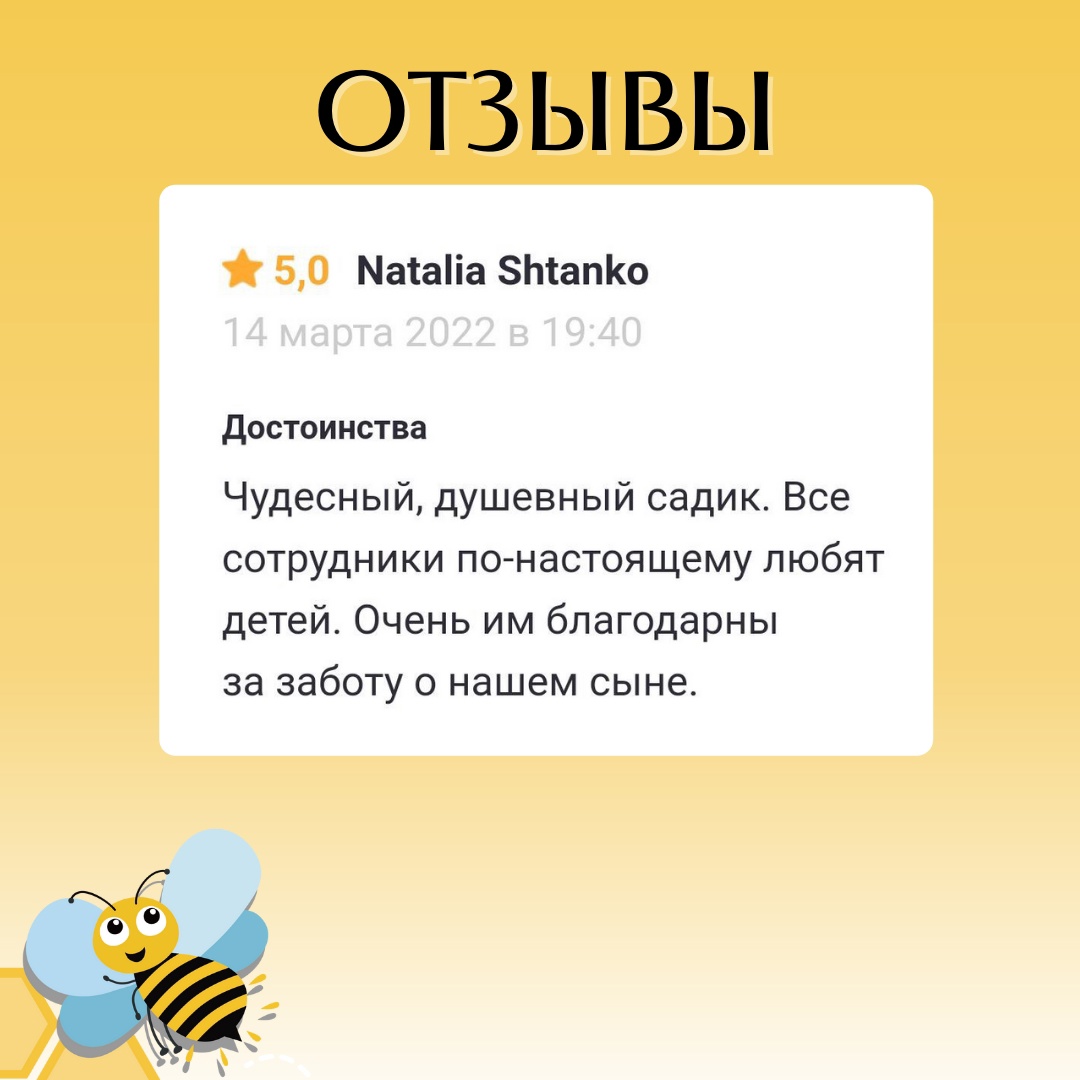 ОТЗЫВЫ
5,0 Natalia Shtanko
14 марта 2022 в 19:40
Достоинства
Чудесный, душевный садик. Все
сотрудники по-настоящему любят
детей. Очень им благодарны
за заботу о нашем сыне.